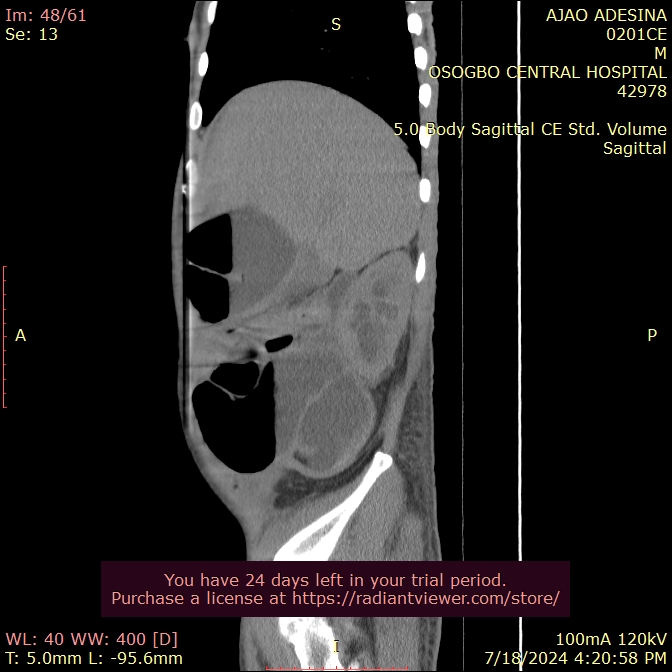 Im: 48/61
Se: 13
S
AJAO ADESINA
0201CE
M
OSOGBO CENTRAL HOSPITAL
42978
5.0 Body Sagittal CE Std. Volume
Sagittal
A
P
You have 24 days left in your trial period.
Purchase a license at https://radiantviewer.com/store/
WL: 40 WW: 400 [D]
T: 5.0mm L: -95.6mm
I
100mA 120kV
7/18/2024 4:20:58 PM